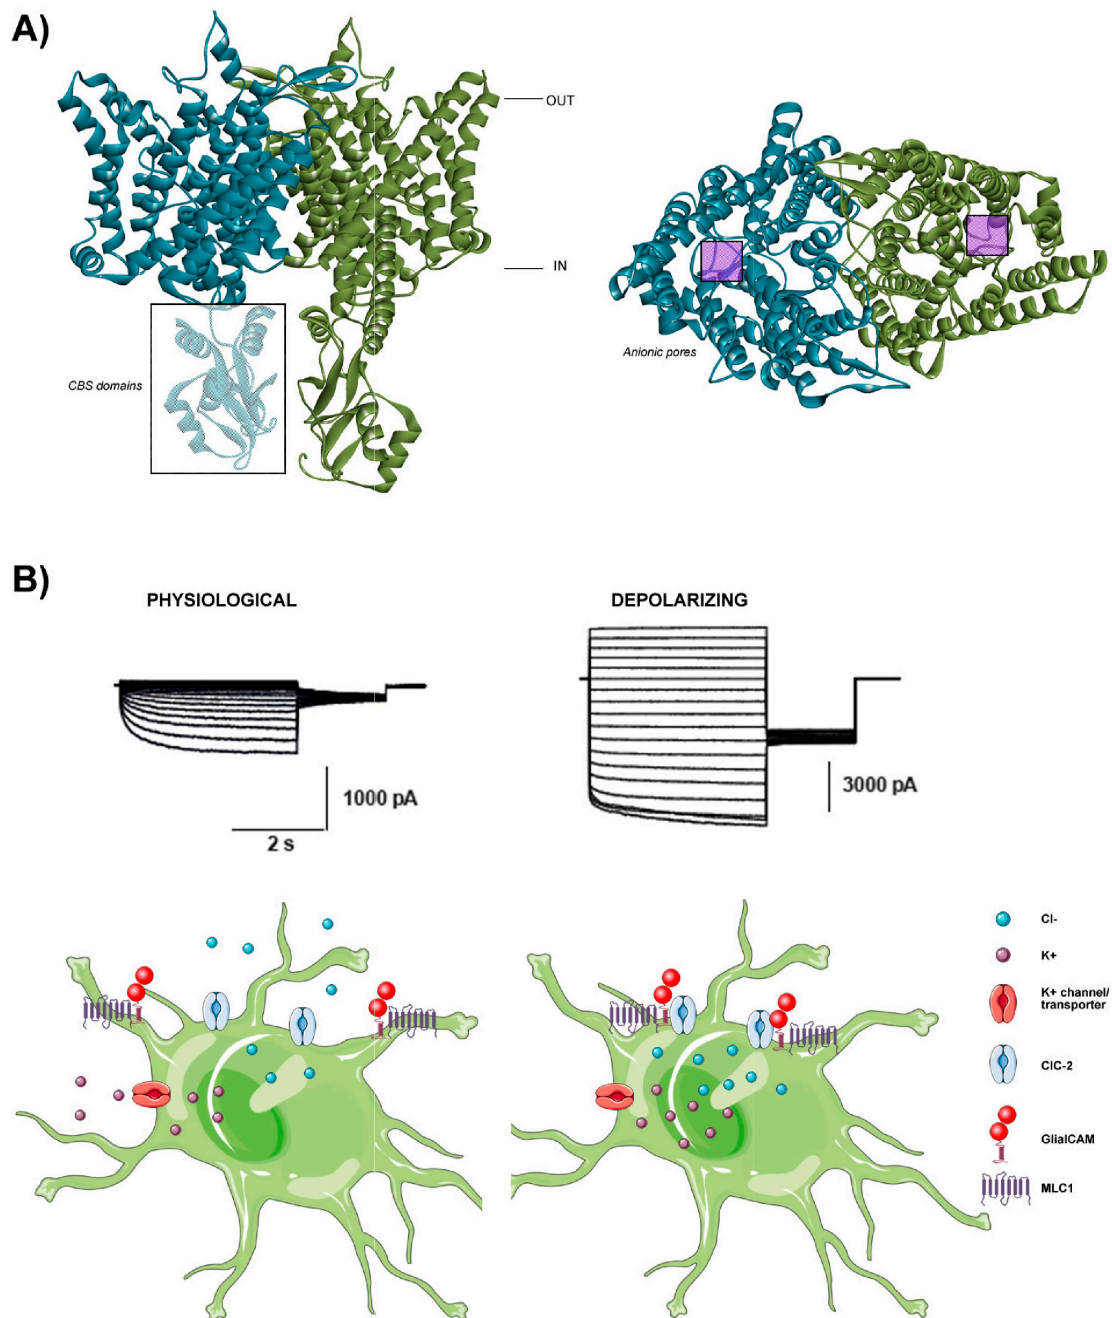 A)
OUT
IN
CBS domains
Anionic pores
B)
PHYSIOLOGICAL
DEPOLARIZING
1000 pA
3000 pA
2 s
Cl-
K+
K+ channel/
transporter
ClC-2
GlialCAM
MLC1